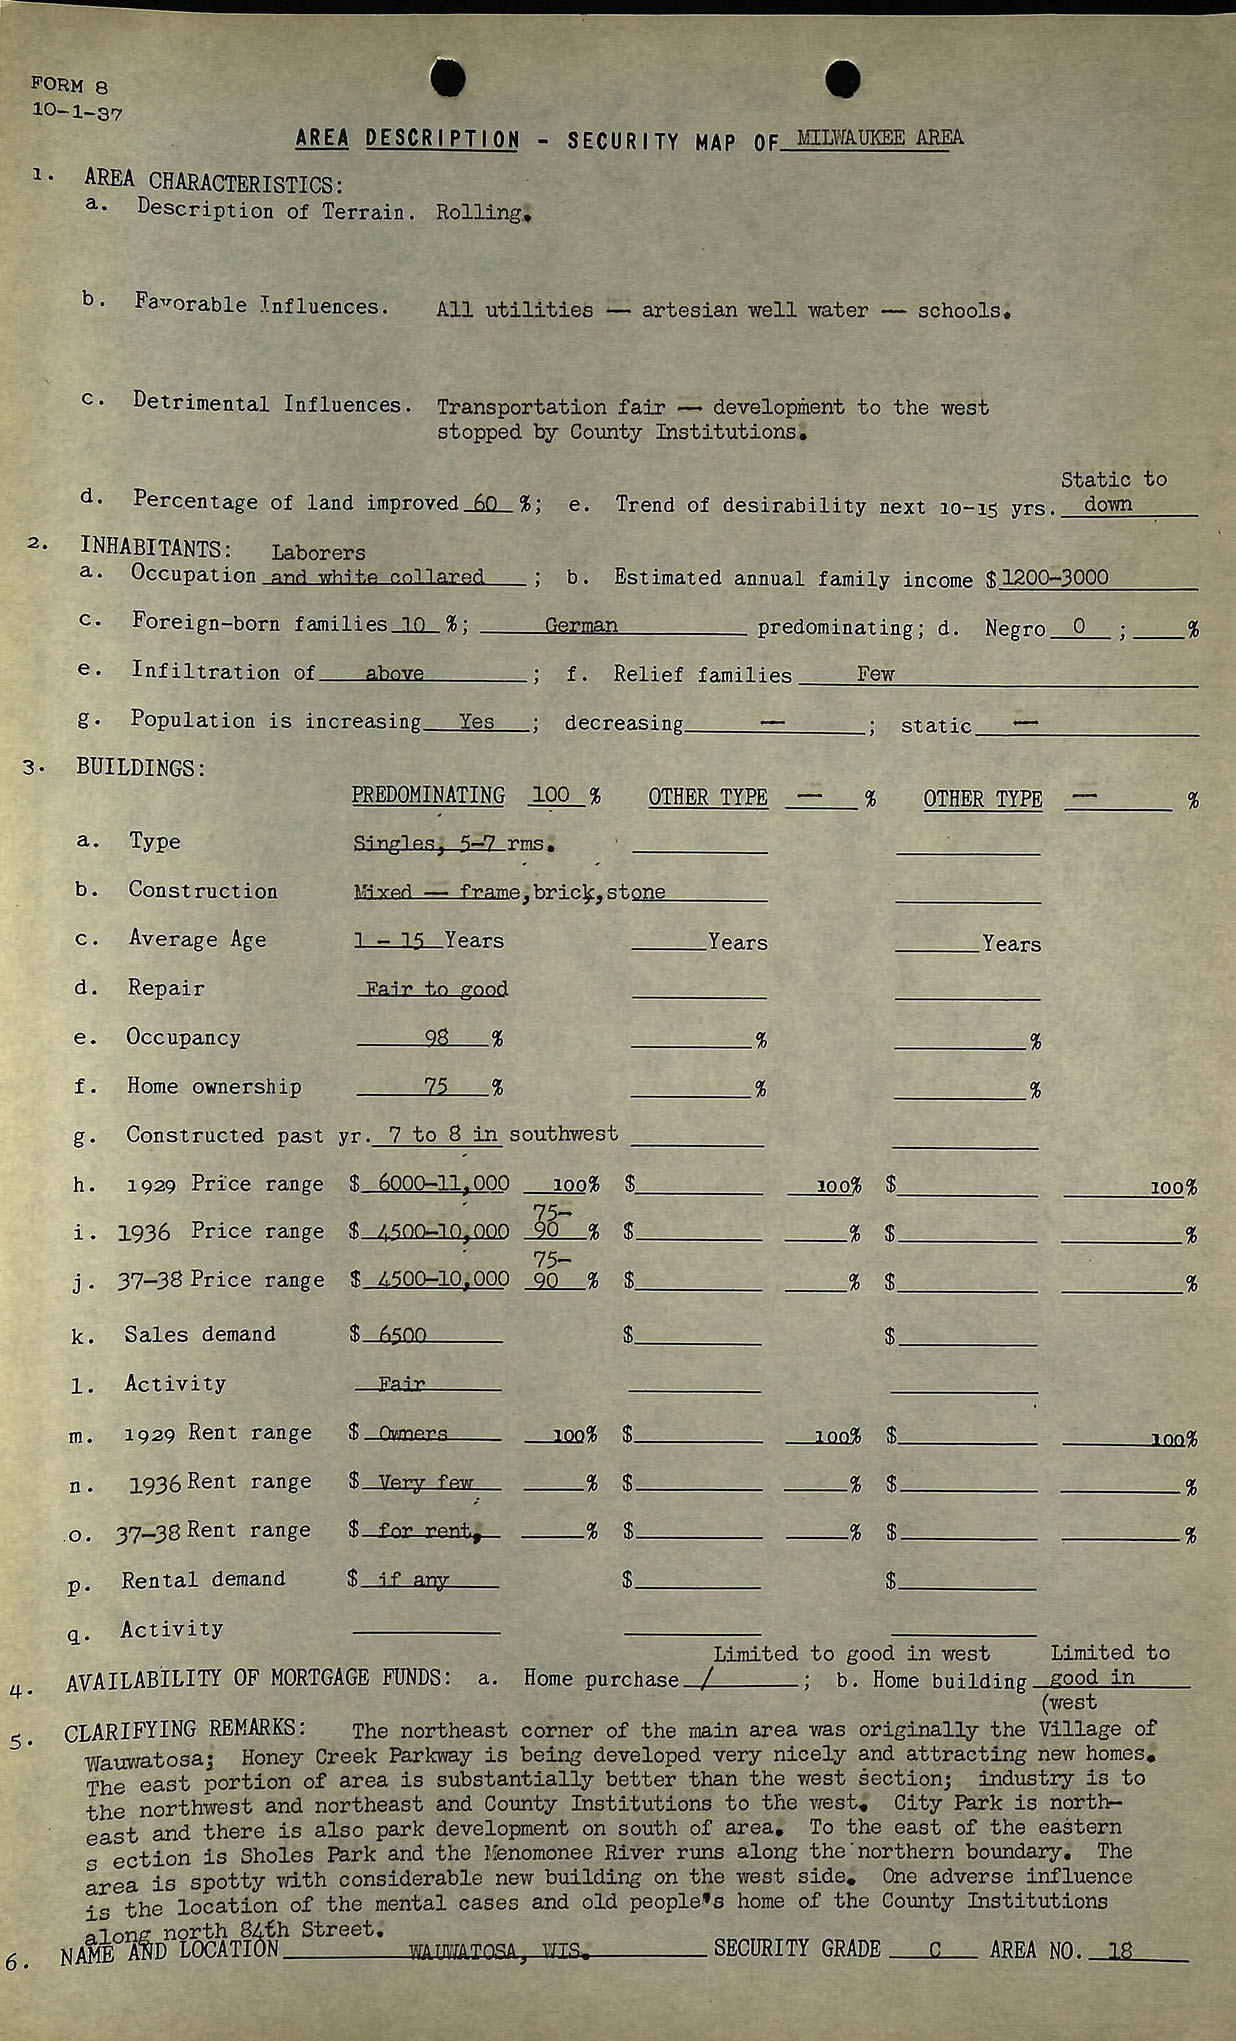 FORM 8
10-1-37
AREA DESCRIPTION - SECURITY MAP OF MILWAUKEE AREA
1. AREA CHARACTERISTICS:
a. Description of Terrain. Rolling.
b. Favorable Influences. All utilities — artesian well water — schools.
c. Detrimental Influences. Transportation fair — development to the west
stopped by County Institutions.
Static to
d. Percentage of land improved 60 %; e. Trend of desirability next 10-15 yrs. down
2. INHABITANTS: Laborers
a. Occupation and white collared ; b. Estimated annual family income $ 1200-3000
c. Foreign-born families 10 %; German predominating; d. Negro 0 ; %
e. Infiltration of above ; f. Relief families Few
g. Population is increasing Yes ; decreasing — ; static —
3. BUILDINGS:
PREDOMINATING 100 % OTHER TYPE — % OTHER TYPE — %
a. Type Singles, 5-7 rms.
b. Construction Mixed — frame,brick,stone
c. Average Age 1 - 15 Years Years Years
d. Repair Fair to good
e. Occupancy 98 % % %
f. Home ownership 75 % % %
g. Constructed past yr. 7 to 8 in southwest
h. 1929 Price range $ 6000-11,000 100% $ 100% $ 100%
75-
i. 1936 Price range $ 4500-10,000 90 % $ % $ %
75-
j. 37-38 Price range $ 4500-10,000 90 % $ % $ %
k. Sales demand $ 6500 $ $
l. Activity Fair
m. 1929 Rent range $ Owners 100% $ 100% $ 100%
n. 1936 Rent range $ Very few % $ % $ %
o. 37-38 Rent range $ for rent, % $ % $ %
p. Rental demand $ if any $ $
q. Activity
Limited to good in west Limited to
4. AVAILABILITY OF MORTGAGE FUNDS: a. Home purchase / ; b. Home building good in
(west
5. CLARIFYING REMARKS: The northeast corner of the main area was originally the Village of
Wauwatosa; Honey Creek Parkway is being developed very nicely and attracting new homes.
The east portion of area is substantially better than the west section; industry is to
the northwest and northeast and County Institutions to the west. City Park is north-
east and there is also park development on south of area. To the east of the eastern
s ection is Sholes Park and the Menomonee River runs along the northern boundary. The
area is spotty with considerable new building on the west side. One adverse influence
is the location of the mental cases and old people's home of the County Institutions
along north 84th Street.
6. NAME AND LOCATION WAUWATOSA, WIS. SECURITY GRADE C AREA NO. 18